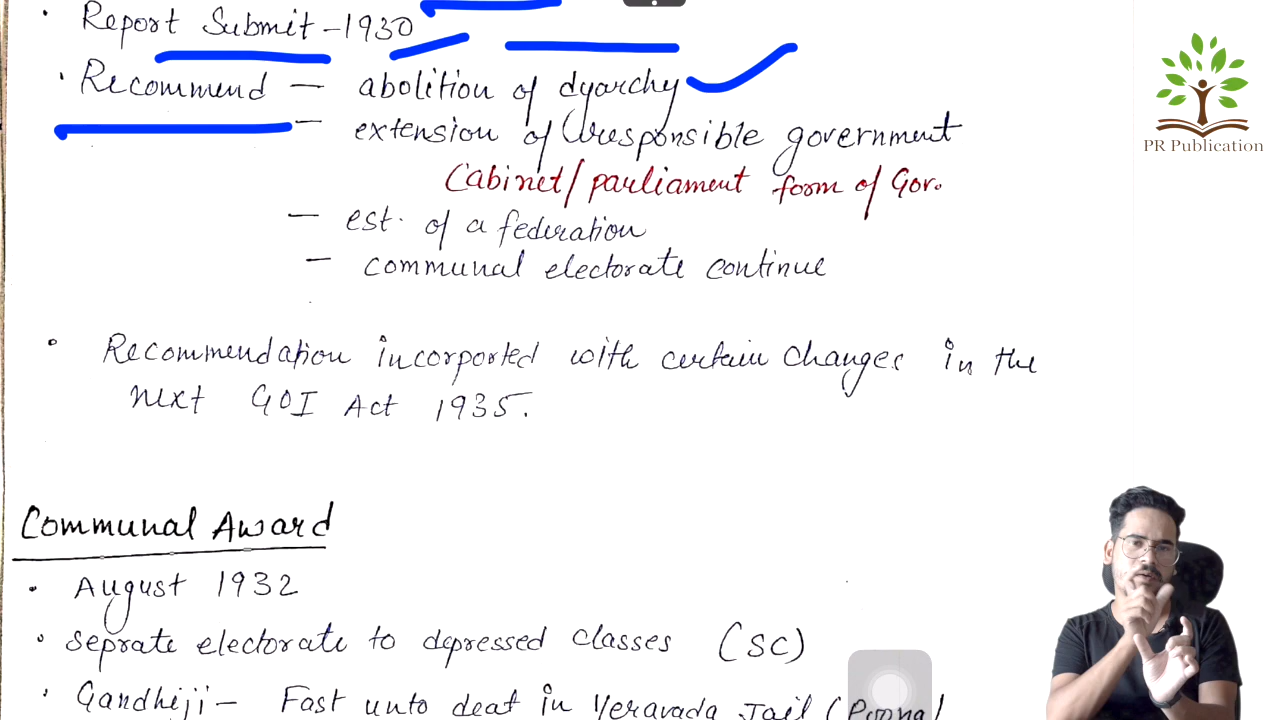 · Report Submit - 1930
· Recommend — abolition of dyarchy
— extension of responsible government
Cabinet/parliament form of Gov.
— est. of a federation
— communal electorate continue
· Recommendation incorported with certain changes in the
next GOI Act 1935.
Communal Award
· August 1932
· seprate electorate to depressed classes (SC)
· Gandhiji - Fast unto deat in Yeravada Jail (Poona)
PR Publication